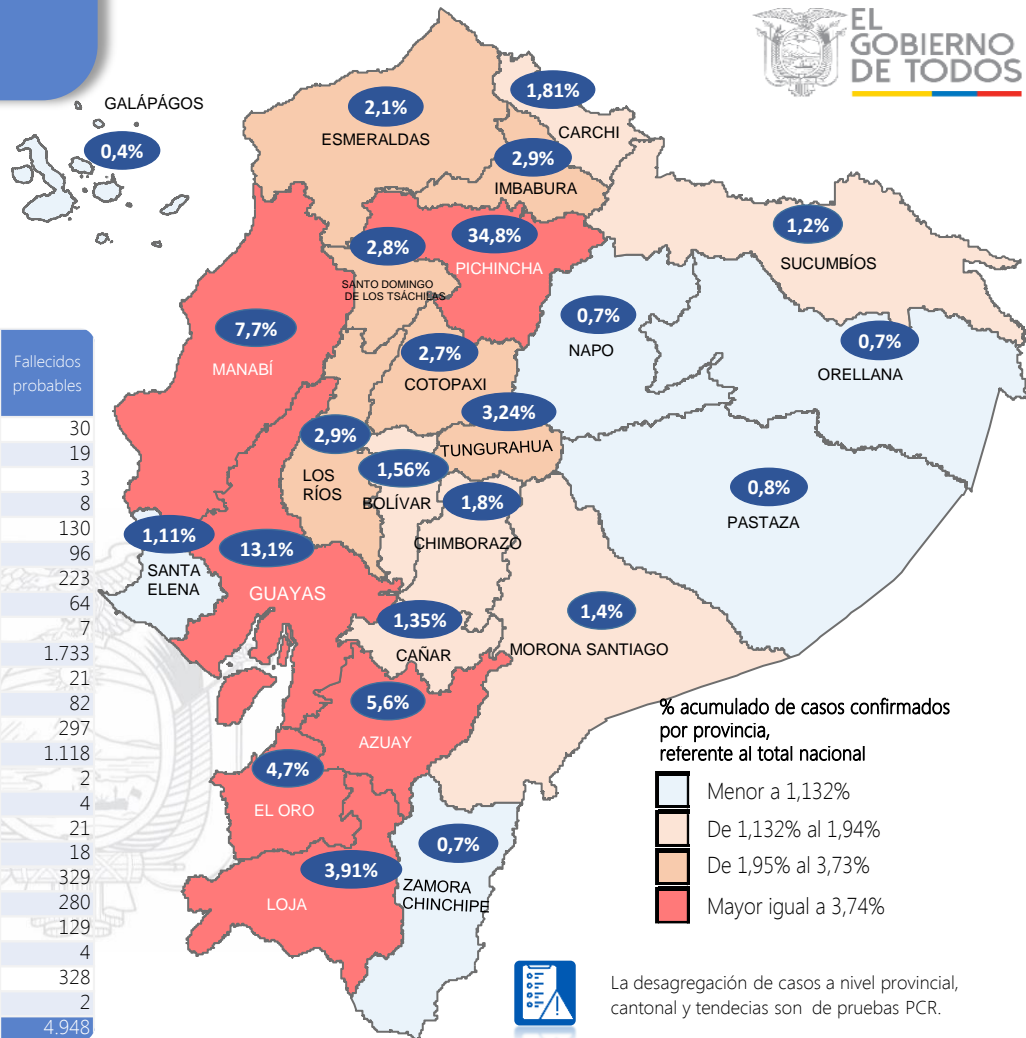 EL
GOBIERNO
DE TODOS
GALÁPÁGOS
0,4%
2,1%
ESMERALDAS
1,81%
CARCHI
2,9%
IMBABURA
1,2%
SUCUMBÍOS
34,8%
PICHINCHA
2,8%
SANTO DOMINGO
DE LOS TSÁCHILAS
7,7%
MANABÍ
0,7%
NAPO
0,7%
ORELLANA
2,7%
COTOPAXI
3,24%
TUNGURAHUA
2,9%
LOS
RÍOS
1,56%
BOLÍVAR
1,8%
CHIMBORAZO
0,8%
PASTAZA
1,11%
SANTA
ELENA
13,1%
GUAYAS
1,35%
CAÑAR
1,4%
MORONA SANTIAGO
5,6%
AZUAY
4,7%
EL ORO
3,91%
LOJA
0,7%
ZAMORA
CHINCHIPE
Fallecidos
probables
30
19
3
8
130
96
223
64
7
1.733
21
82
297
1.118
2
4
21
18
329
280
129
4
328
2
4.948
% acumulado de casos confirmados
por provincia,
referente al total nacional
Menor a 1,132%
De 1,132% al 1,94%
De 1,95% al 3,73%
Mayor igual a 3,74%
La desagregación de casos a nivel provincial,
cantonal y tendecias son de pruebas PCR.